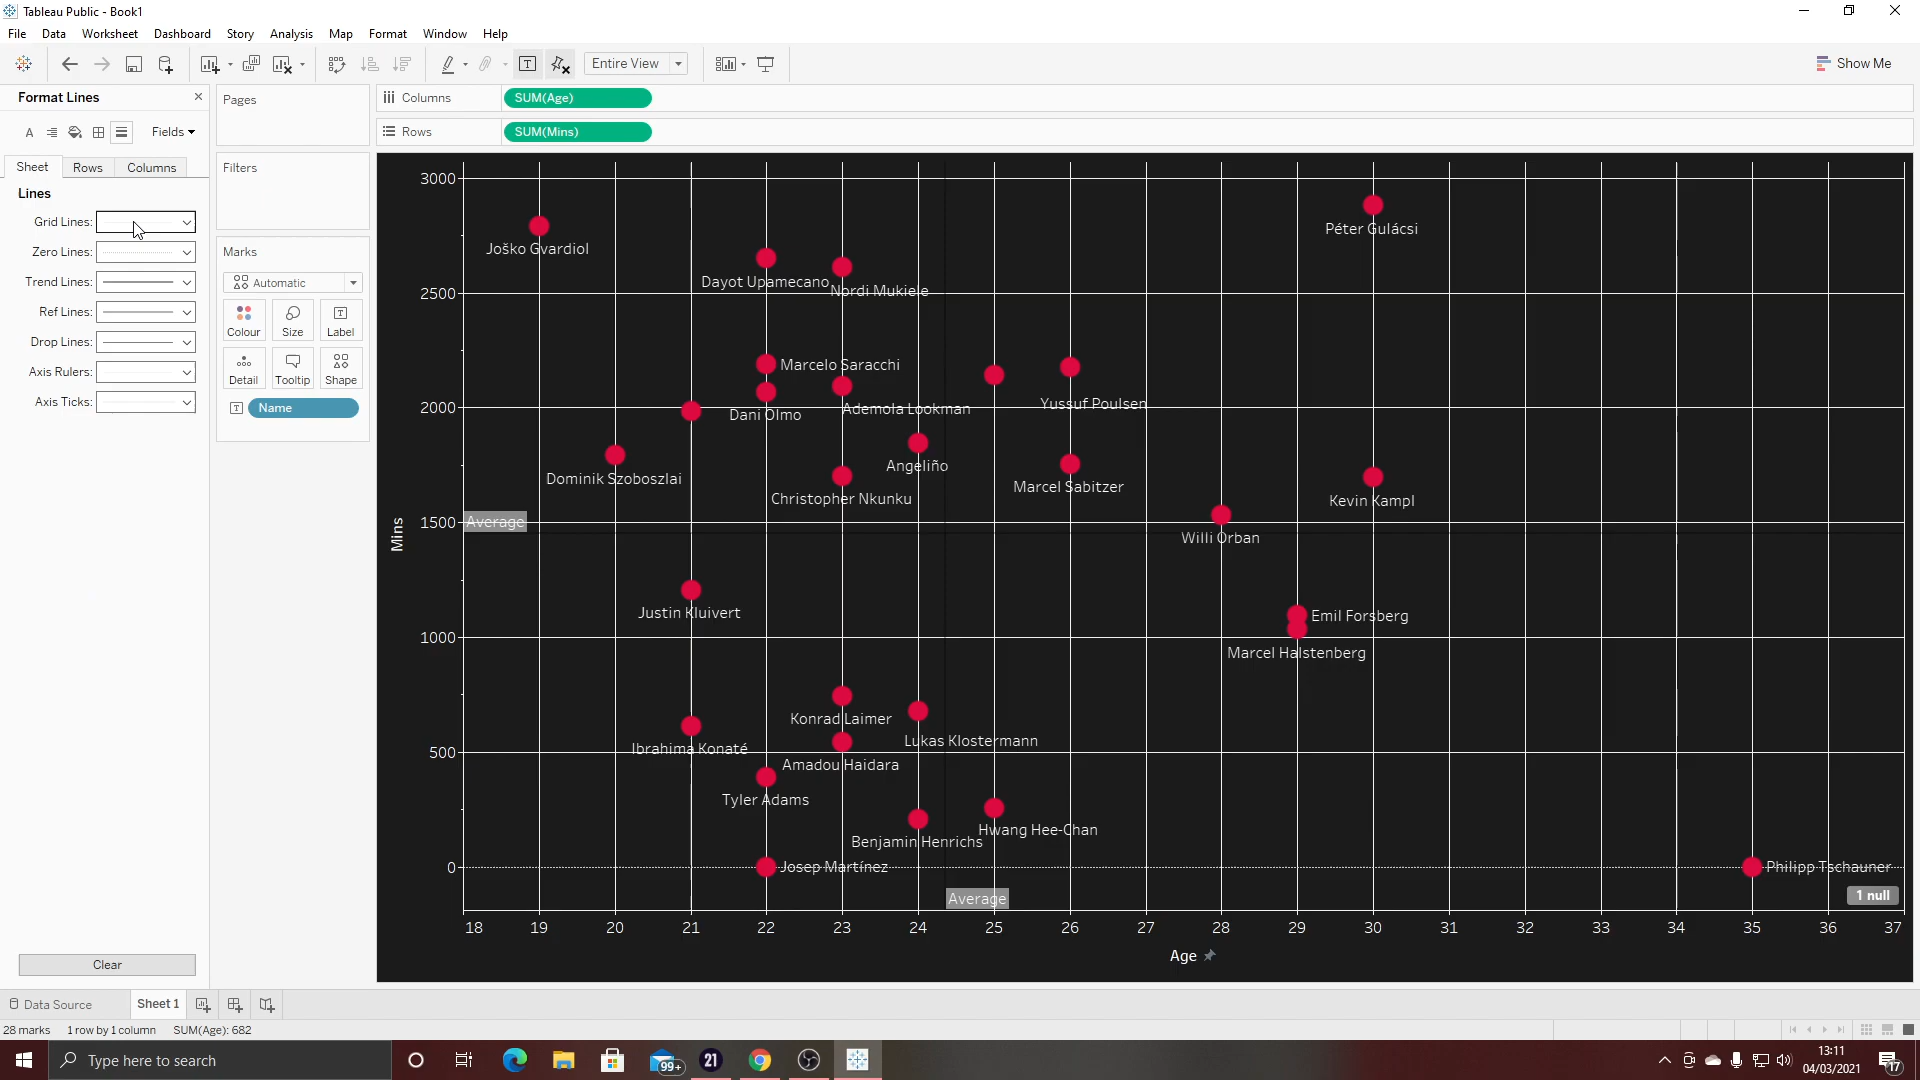 Tableau Public - Book1
File Data Worksheet Dashboard Story Analysis Map Format Window Help
Entire View
Show Me
Format Lines
A
Fields
Sheet Rows Columns
Lines
Grid Lines:
Zero Lines:
Trend Lines:
Ref Lines:
Drop Lines:
Axis Rulers:
Axis Ticks:
Clear
Pages
Filters
Marks
Automatic
Colour Size Label
Detail Tooltip Shape
Name
Columns SUM(Age)
Rows SUM(Mins)
3000
Péter Gulácsi
Joško Gvardiol
Dayot Upamecano
Nordi Mukiele
2500
Marcelo Saracchi
Yussuf Poulsen
2000
Dani Olmo
Ademola Lookman
Angeliño
Dominik Szoboszlai
Marcel Sabitzer
Christopher Nkunku
Kevin Kampl
1500
Average
Mins
Willi Orban
Justin Kluivert
Emil Forsberg
1000
Marcel Halstenberg
Konrad Laimer
Lukas Klostermann
Ibrahima Konaté
500
Amadou Haidara
Tyler Adams
Hwang Hee-Chan
Benjamin Henrichs
0
Josep Martínez
Philipp Tschauner
1 null
Average
18 19 20 21 22 23 24 25 26 27 28 29 30 31 32 33 34 35 36 37
Age
Data Source Sheet 1
28 marks 1 row by 1 column SUM(Age): 682
Type here to search
99+
21
13:11
04/03/2021
17